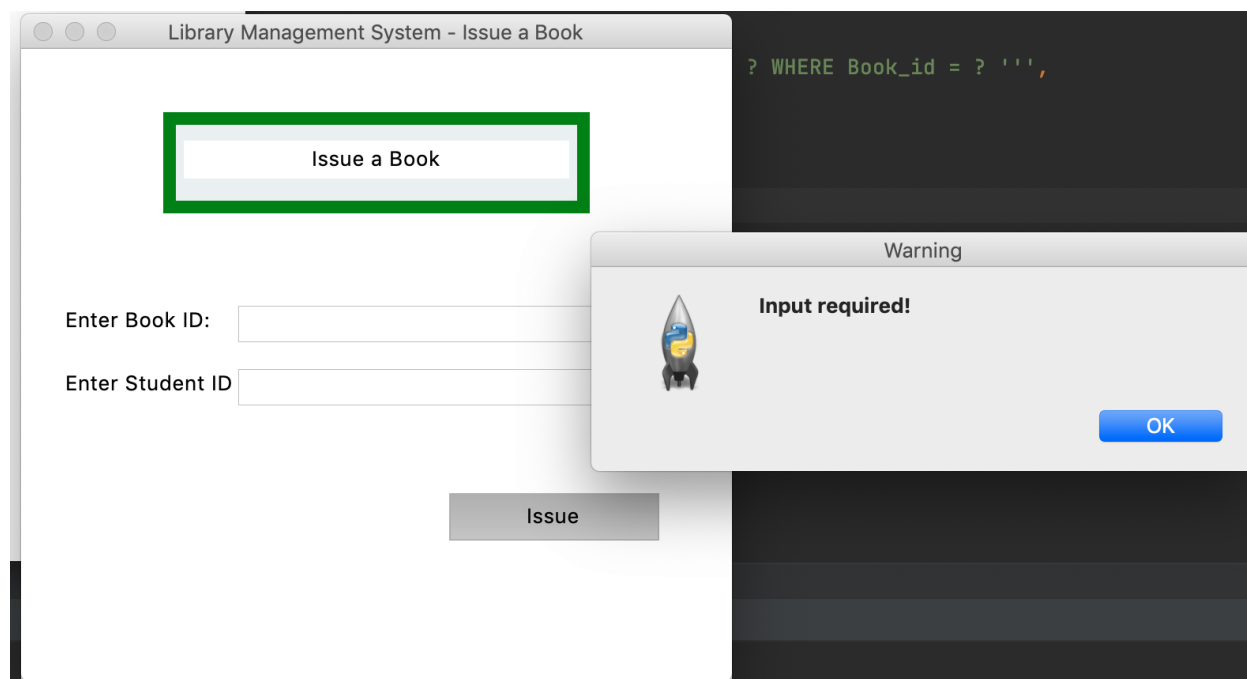 Library Management System - Issue a Book
? WHERE Book_id = ? ''',
Issue a Book
Warning
Input required!
Enter Book ID:
Enter Student ID
OK
Issue